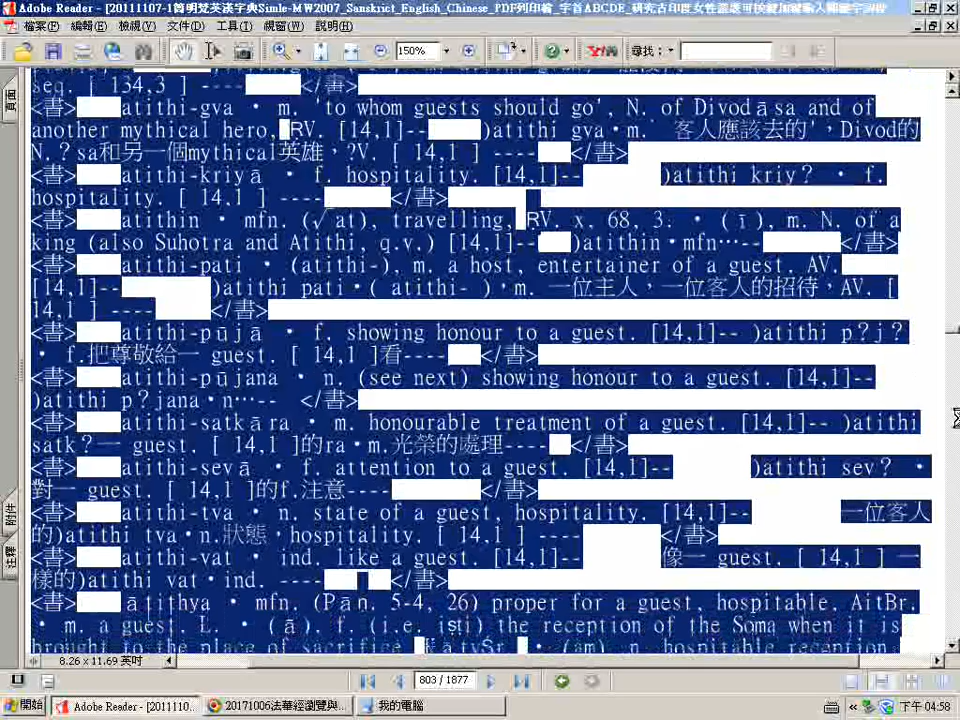 Adobe Reader - [20111107-1簡明梵英漢字典Simle-MW2007_Sanskrict_English_Chinese_PDF列印檔_字首ABCDE_研究古印度女性
檔案(F) 編輯(E) 檢視(V) 文件(D) 工具(T) 視窗(W) 說明(H)
150% 尋找：
頁面
附件
注釋
seq. [ 134,3 ] ---- </書>
<書> atithi-gva · m. 'to whom guests should go', N. of Divodāsa and of
another mythical hero, RV. [14,1]-- )atithi gva·m. 客人應該去的'，Divod的
N.？sa和另一個mythical英雄，?V. [ 14,1 ] ---- </書>
<書> atithi-kriyā · f. hospitality. [14,1]-- )atithi kriy? · f.
hospitality. [ 14,1 ] ---- </書>
<書> atithin · mfn. (√at), travelling, RV. x, 68, 3. · (ī), m. N. of a
king (also Suhotra and Atithi, q.v.) [14,1]-- )atithin·mfn…-- </書>
<書> atithi-pati · (atithi-), m. a host, entertainer of a guest. AV.
[14,1]-- )atithi pati·( atithi- )，m. 一位主人，一位客人的招待，AV. [
14,1 ] ---- </書>
<書> atithi-pūjā · f. showing honour to a guest. [14,1]-- )atithi p?j?
· f.把尊敬給一 guest. [ 14,1 ]看---- </書>
<書> atithi-pūjana · n. (see next) showing honour to a guest. [14,1]--
)atithi p?jana·n…-- </書>
<書> atithi-satkāra · m. honourable treatment of a guest. [14,1]-- )atithi
satk?一 guest. [ 14,1 ]的ra·m.光榮的處理---- </書>
<書> atithi-sevā · f. attention to a guest. [14,1]-- )atithi sev? ·
對一 guest. [ 14,1 ]的f.注意---- </書>
<書> atithi-tva · n. state of a guest, hospitality. [14,1]-- 一位客人
的)atithi tva·n.狀態，hospitality. [ 14,1 ] ---- </書>
<書> atithi-vat · ind. like a guest. [14,1]-- 像一 guest. [ 14,1 ] 一
樣的)atithi vat·ind. ---- </書>
<書> ātithya · mfn. (Pāṇ. 5-4, 26) proper for a guest, hospitable, AitBr.
· m. a guest. L. · (ā), f. (i.e. iṣṭi) the reception of the Soma when it is
brought to the place of sacrifice · (am) n. hospitable reception
8.26 x 11.69 英吋
803 / 1877
開始 Adobe Reader - [2011110... 20171006法華經瀏覽與... 我的電腦 下午 04:58